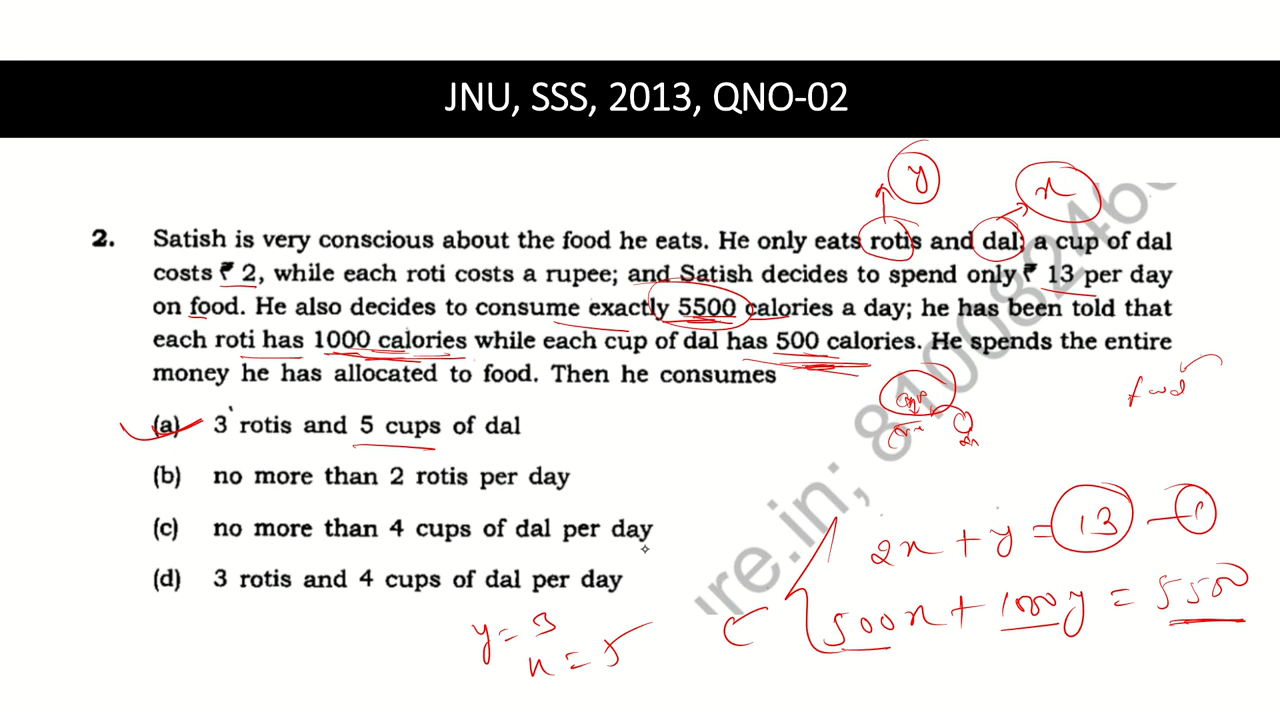 JNU, SSS, 2013, QNO-02
y
x
2. Satish is very conscious about the food he eats. He only eats rotis and dal; a cup of dal
costs ₹ 2, while each roti costs a rupee; and Satish decides to spend only ₹ 13 per day
on food. He also decides to consume exactly 5500 calories a day; he has been told that
each roti has 1000 calories while each cup of dal has 500 calories. He spends the entire
money he has allocated to food. Then he consumes
food
(a) 3 rotis and 5 cups of dal
(b) no more than 2 rotis per day
(c) no more than 4 cups of dal per day
(d) 3 rotis and 4 cups of dal per day
2x + y = 13 — 1
500x + 1000y = 5500
y = 3
x = 5
re.in; 81008246